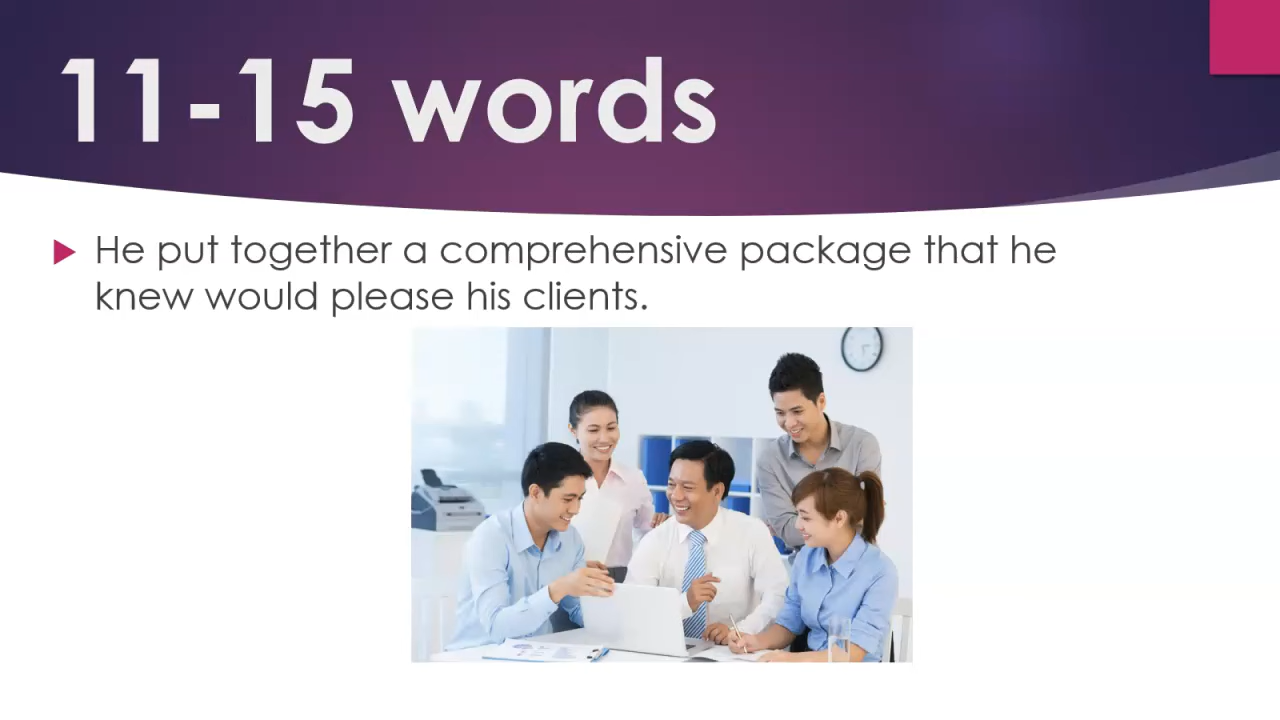 11-15 words
He put together a comprehensive package that he
knew would please his clients.